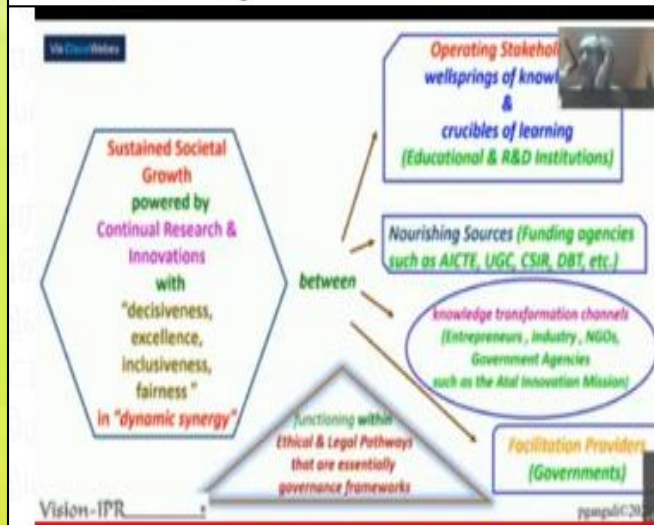 Via Cisco Webex
Sustained Societal
Growth
powered by
Continual Research &
Innovations
with
"decisiveness,
excellence,
inclusiveness,
fairness"
in "dynamic synergy"
between
Operating
wellsprings of
&
crucibles of learning
(Educational & R&D Institutions)
Nourishing Sources (Funding agencies
such as AICTE, UGC, CSIR, DBT, etc.)
knowledge transformation channels
(Entrepreneurs, Industry, NGOs,
Government Agencies
such as the Atal Innovation Mission)
Facilitation Providers
(Governments)
functioning within
Ethical & Legal Pathways
that are essentially
governance frameworks
Vision-IPR